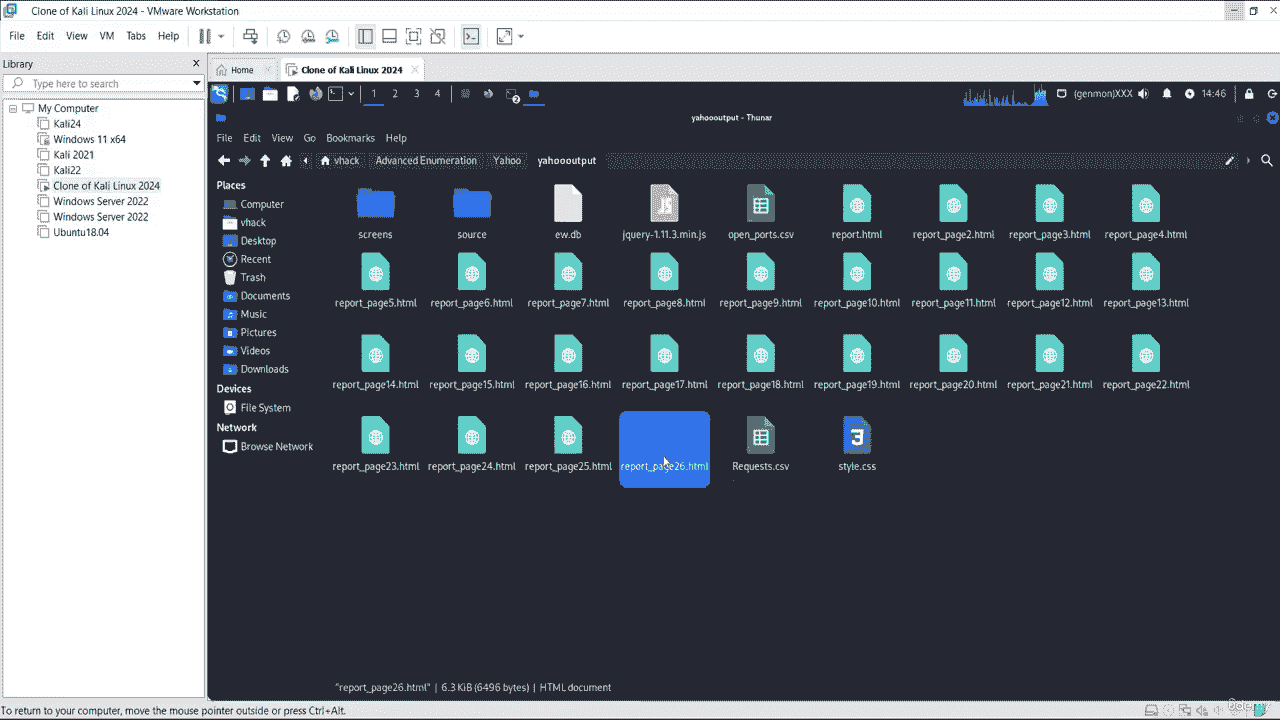 Clone of Kali Linux 2024 - VMware Workstation
File Edit View VM Tabs Help
Library
Type here to search
My Computer
Kali24
Windows 11 x64
Kali 2021
Kali22
Clone of Kali Linux 2024
Windows Server 2022
Windows Server 2022
Ubuntu18.04
Home Clone of Kali Linux 2024
1 2 3 4 2 (genmon)XXX 14:46
yahoooutput - Thunar
File Edit View Go Bookmarks Help
vhack Advanced Enumeration Yahoo yahoooutput
Places
Computer
vhack
Desktop
Recent
Trash
Documents
Music
Pictures
Videos
Downloads
Devices
File System
Network
Browse Network
screens source ew.db jquery-1.11.3.min.js open_ports.csv report.html report_page2.html report_page3.html report_page4.html
report_page5.html report_page6.html report_page7.html report_page8.html report_page9.html report_page10.html report_page11.html report_page12.html report_page13.html
report_page14.html report_page15.html report_page16.html report_page17.html report_page18.html report_page19.html report_page20.html report_page21.html report_page22.html
report_page23.html report_page24.html report_page25.html report_page26.html Requests.csv style.css
"report_page26.html" | 6.3 KiB (6496 bytes) | HTML document
To return to your computer, move the mouse pointer outside or press Ctrl+Alt.